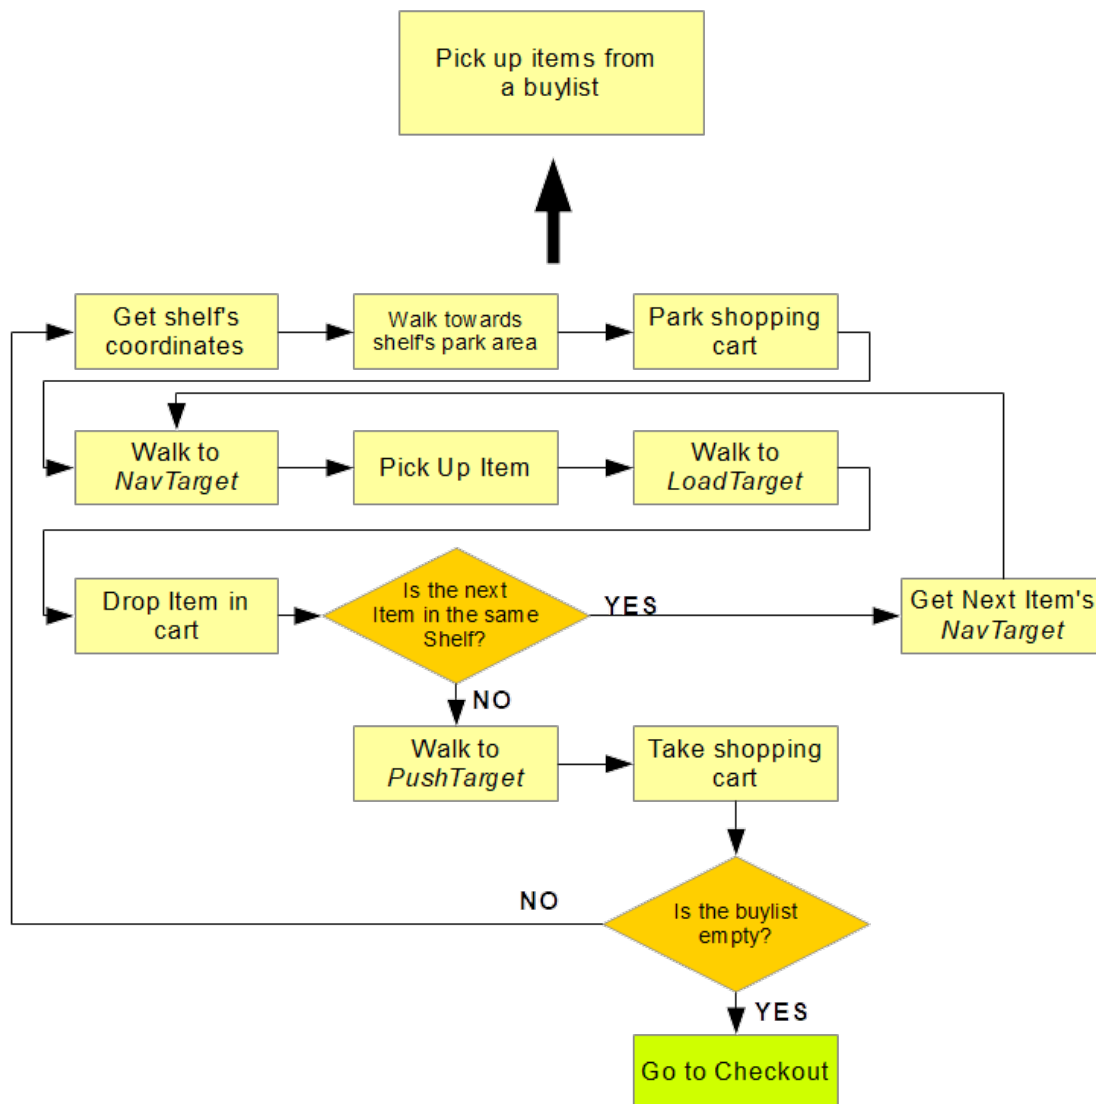 Pick up items from
a buylist
Get shelf's
coordinates
Walk towards
shelf's park area
Park shopping
cart
Walk to
NavTarget
Pick Up Item
Walk to
LoadTarget
Drop Item in
cart
Is the next
Item in the same
Shelf?
YES
Get Next Item's
NavTarget
NO
Walk to
PushTarget
Take shopping
cart
NO
Is the buylist
empty?
YES
Go to Checkout